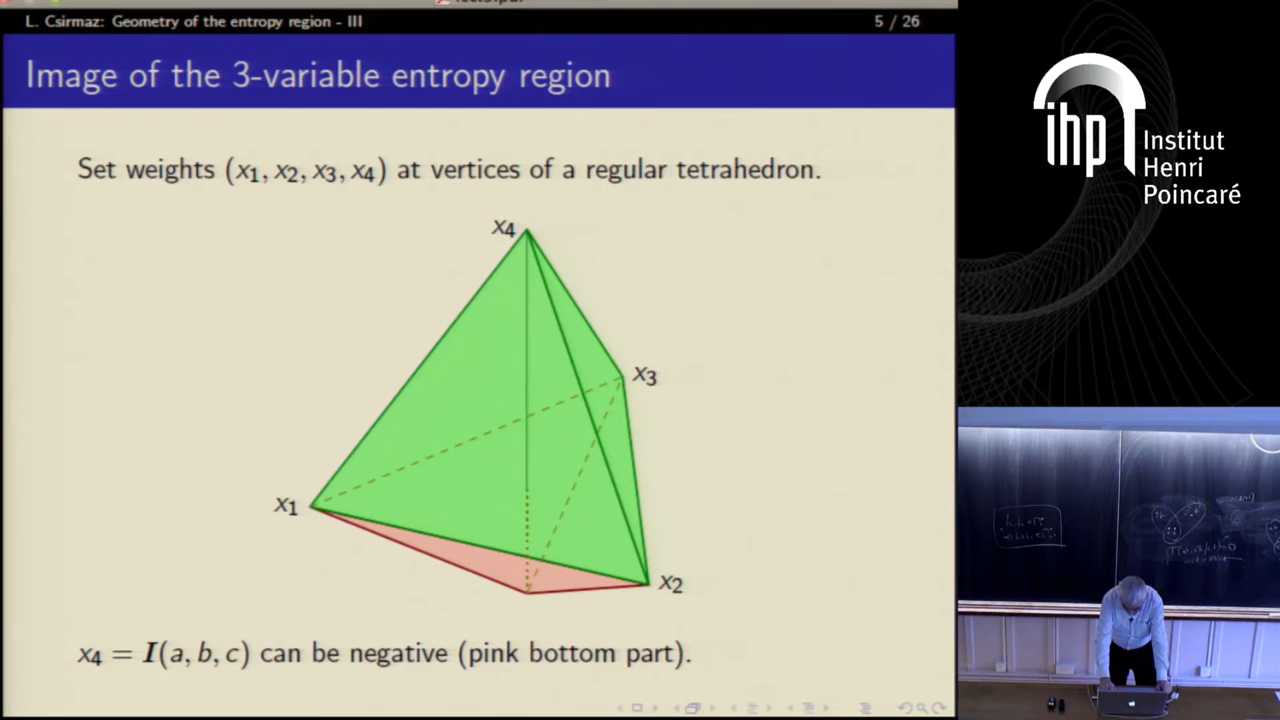 L. Csirmaz: Geometry of the entropy region - III
5 / 26
Image of the 3-variable entropy region
Set weights (x₁, x₂, x₃, x₄) at vertices of a regular tetrahedron.
x₄
x₃
x₁
x₂
x₄ = I(a, b, c) can be negative (pink bottom part).
ihp
Institut
Henri
Poincaré